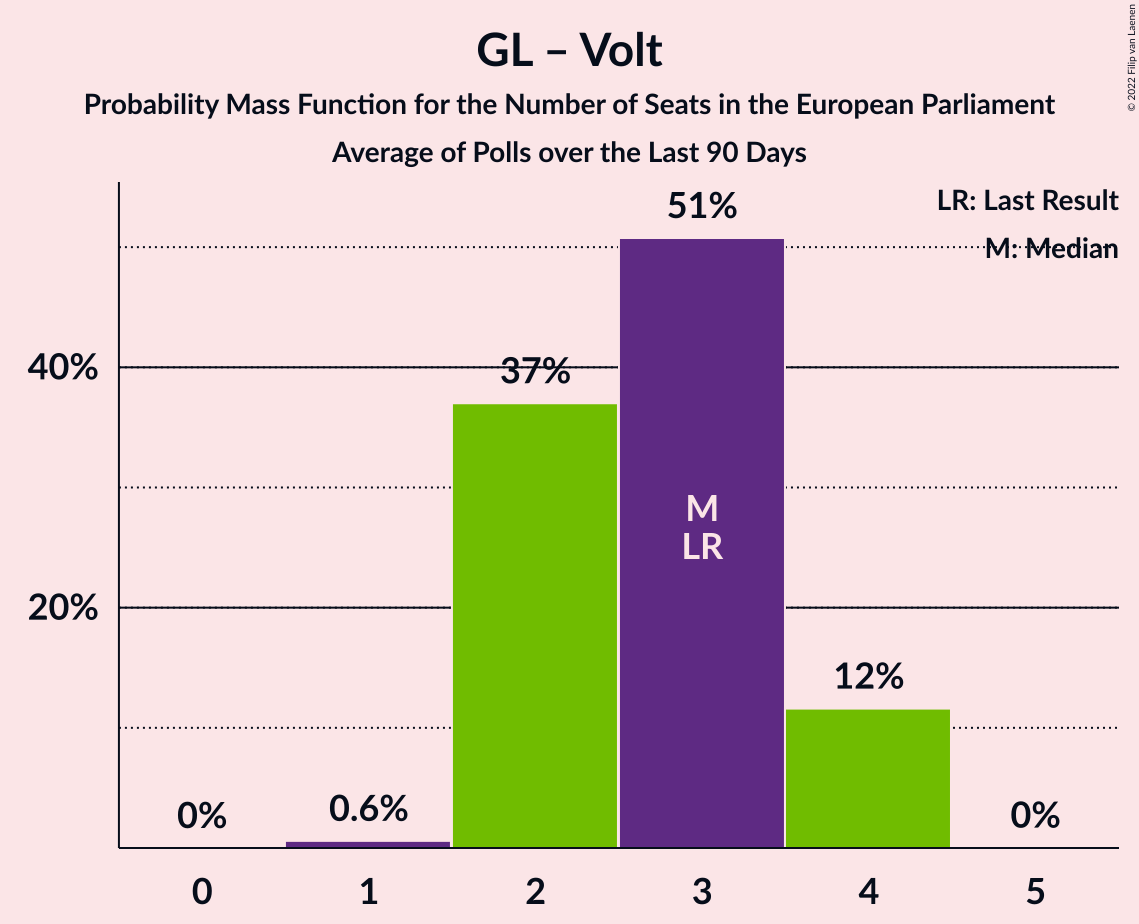 GL – Volt
Probability Mass Function for the Number of Seats in the European Parliament
Average of Polls over the Last 90 Days
© 2022 Filip van Laenen
LR: Last Result
M: Median
51%
40%
37%
M
LR
20%
12%
0%
0.6%
0%
0 1 2 3 4 5